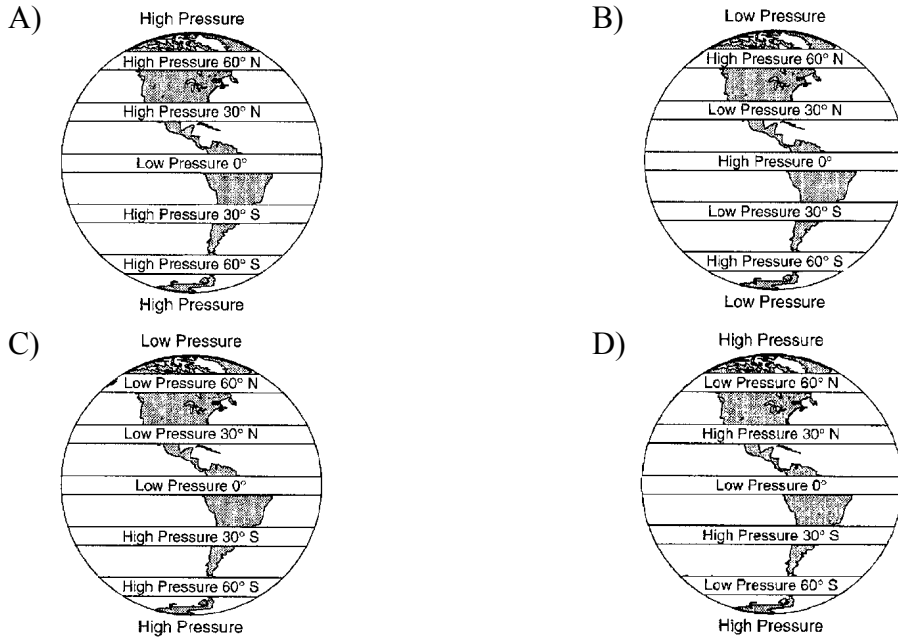 A)
High Pressure
High Pressure 60° N
High Pressure 30° N
Low Pressure 0°
High Pressure 30° S
High Pressure 60° S
High Pressure
B)
Low Pressure
High Pressure 60° N
Low Pressure 30° N
High Pressure 0°
Low Pressure 30° S
High Pressure 60° S
Low Pressure
C)
Low Pressure
Low Pressure 60° N
Low Pressure 30° N
Low Pressure 0°
High Pressure 30° S
High Pressure 60° S
High Pressure
D)
High Pressure
Low Pressure 60° N
High Pressure 30° N
Low Pressure 0°
High Pressure 30° S
Low Pressure 60° S
High Pressure